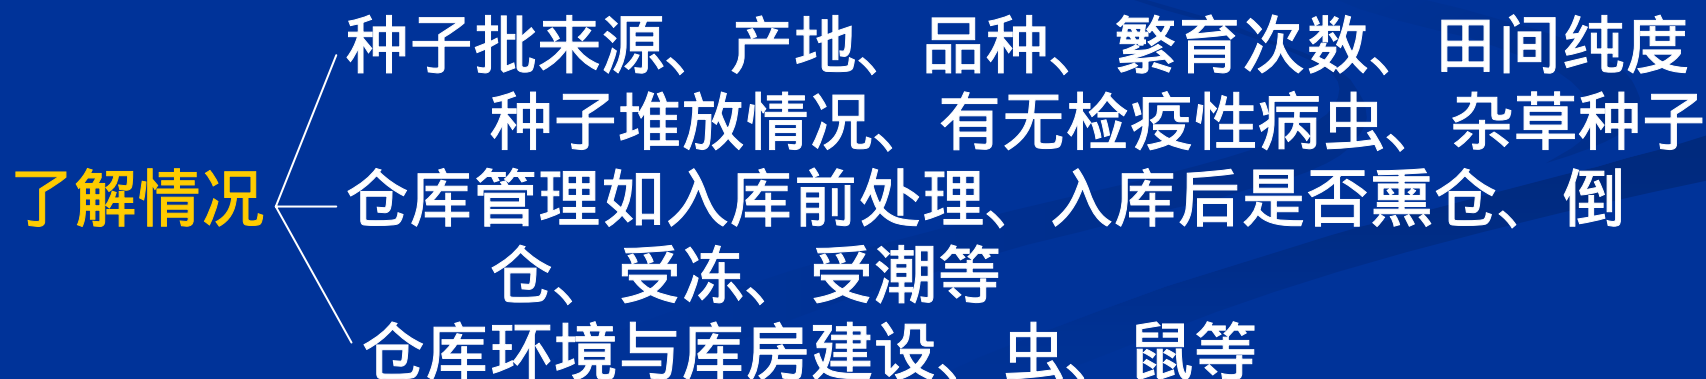 种子批来源、产地、品种、繁育次数、田间纯度
种子堆放情况、有无检疫性病虫、杂草种子
了解情况
仓库管理如入库前处理、入库后是否熏仓、倒
仓、受冻、受潮等
仓库环境与库房建设、虫、鼠等